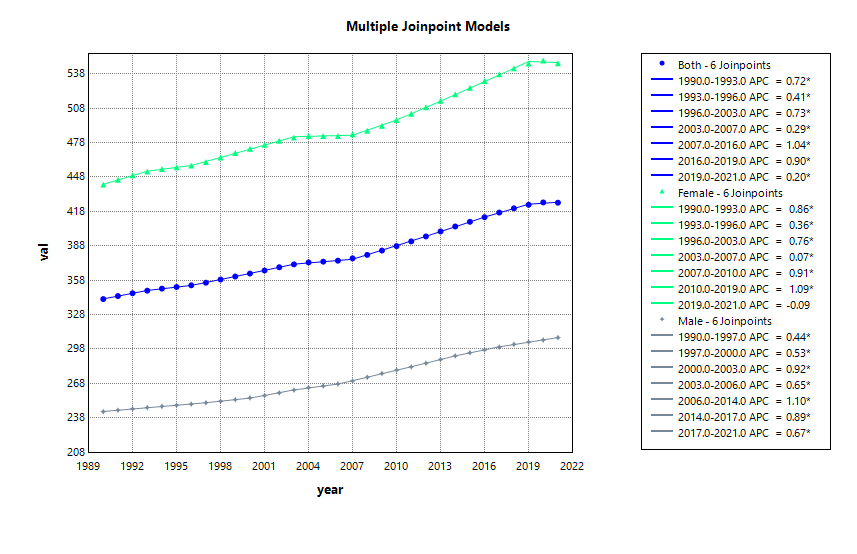 Multiple Joinpoint Models
538
508
478
448
418
388
358
328
298
268
238
208
val
1989 1992 1995 1998 2001 2004 2007 2010 2013 2016 2019 2022
year
Both - 6 Joinpoints
1990.0-1993.0 APC = 0.72*
1993.0-1996.0 APC = 0.41*
1996.0-2003.0 APC = 0.73*
2003.0-2007.0 APC = 0.29*
2007.0-2016.0 APC = 1.04*
2016.0-2019.0 APC = 0.90*
2019.0-2021.0 APC = 0.20*
Female - 6 Joinpoints
1990.0-1993.0 APC = 0.86*
1993.0-1996.0 APC = 0.36*
1996.0-2003.0 APC = 0.76*
2003.0-2007.0 APC = 0.07*
2007.0-2010.0 APC = 0.91*
2010.0-2019.0 APC = 1.09*
2019.0-2021.0 APC = -0.09
Male - 6 Joinpoints
1990.0-1997.0 APC = 0.44*
1997.0-2000.0 APC = 0.53*
2000.0-2003.0 APC = 0.92*
2003.0-2006.0 APC = 0.65*
2006.0-2014.0 APC = 1.10*
2014.0-2017.0 APC = 0.89*
2017.0-2021.0 APC = 0.67*